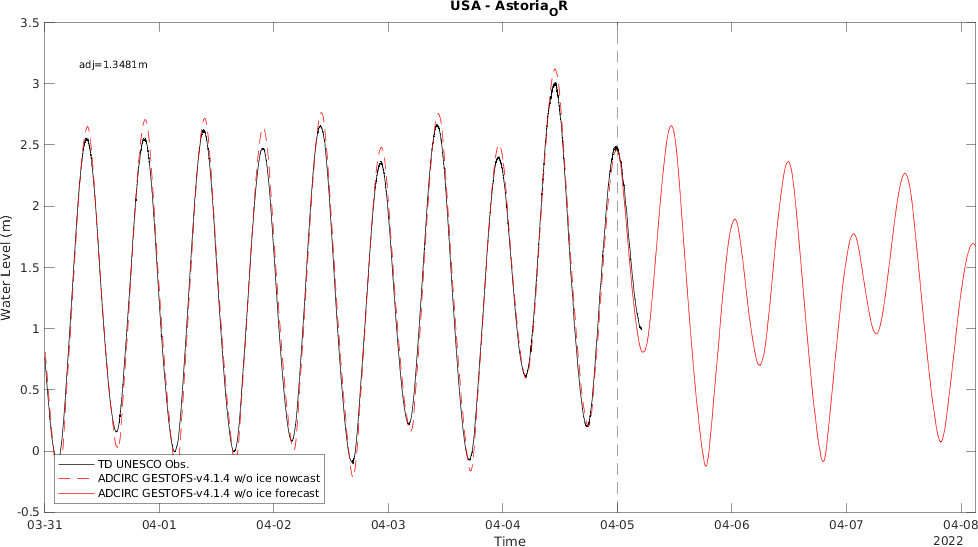 USA - Astoria_OR
adj=1.3481m
3.5
3
2.5
2
1.5
1
0.5
0
-0.5
Water Level (m)
TD UNESCO Obs.
ADCIRC GESTOFS-v4.1.4 w/o ice nowcast
ADCIRC GESTOFS-v4.1.4 w/o ice forecast
03-31 04-01 04-02 04-03 04-04 04-05 04-06 04-07 04-08
Time
2022